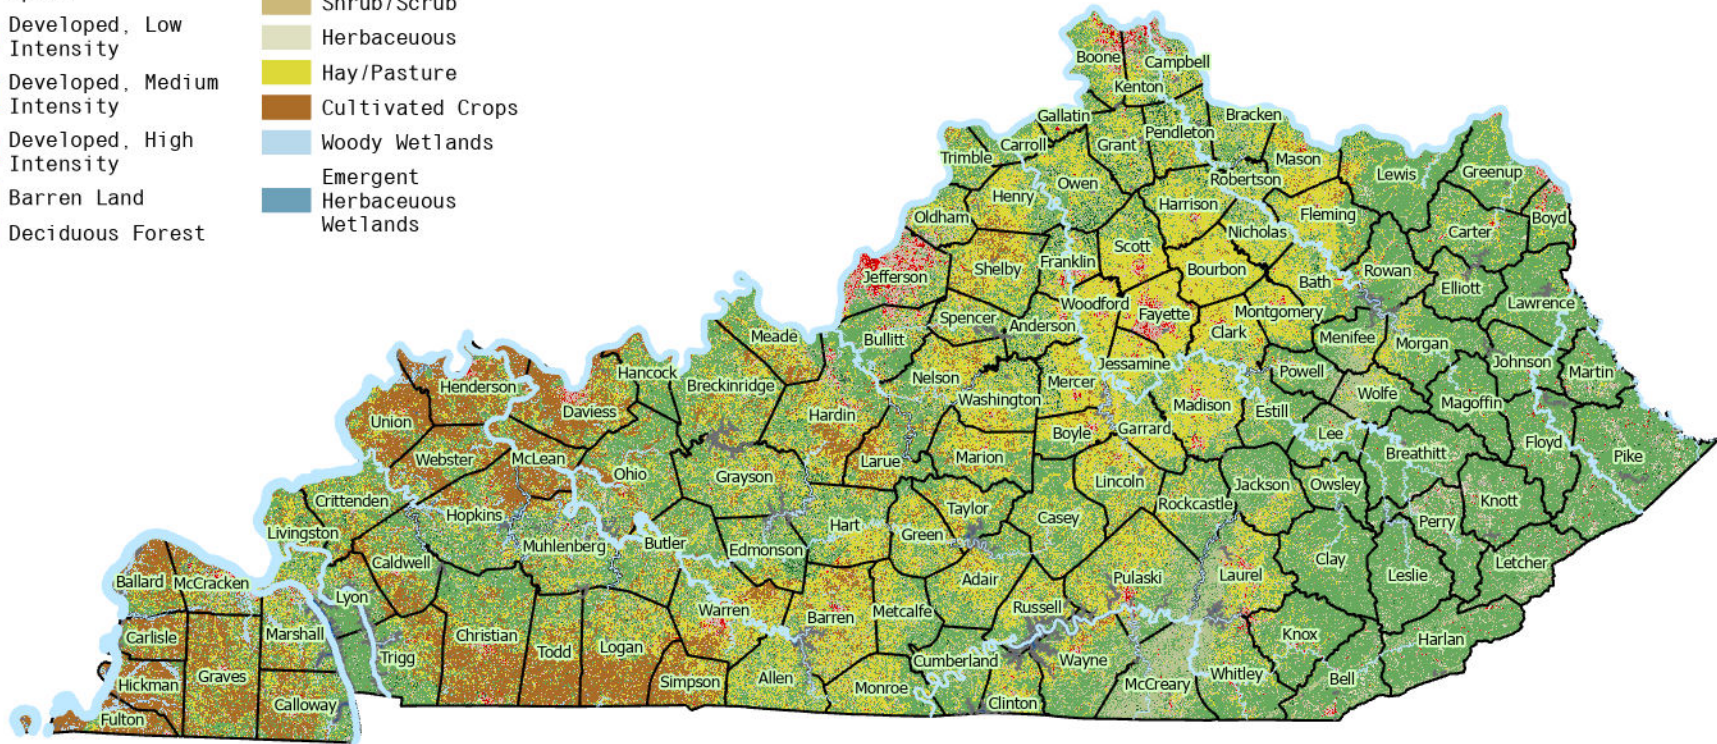 Developed, Low
Intensity
Developed, Medium
Intensity
Developed, High
Intensity
Barren Land
Deciduous Forest
Shrub/Scrub
Herbaceuous
Hay/Pasture
Cultivated Crops
Woody Wetlands
Emergent
Herbaceuous
Wetlands
Boone
Campbell
Kenton
Gallatin
Bracken
Pendleton
Carroll
Grant
Trimble
Mason
Lewis
Greenup
Owen
Robertson
Henry
Harrison
Oldham
Fleming
Boyd
Nicholas
Carter
Scott
Franklin
Shelby
Bourbon
Rowan
Jefferson
Bath
Elliott
Woodford
Lawrence
Montgomery
Fayette
Spencer
Anderson
Clark
Meade
Bullitt
Menifee
Morgan
Jessamine
Johnson
Hancock
Powell
Martin
Henderson
Breckinridge
Nelson
Mercer
Wolfe
Washington
Magoffin
Daviess
Hardin
Madison
Estill
Union
Garrard
Boyle
Lee
Floyd
Breathitt
Pike
Webster
McLean
Larue
Marion
Ohio
Grayson
Lincoln
Jackson
Owsley
Crittenden
Knott
Rockcastle
Taylor
Hopkins
Casey
Perry
Hart
Livingston
Green
Muhlenberg
Butler
Edmonson
Clay
Caldwell
Letcher
Leslie
Laurel
Pulaski
Adair
Ballard
McCracken
Lyon
Russell
Warren
Barren
Metcalfe
Marshall
Christian
Knox
Carlisle
Harlan
Logan
Todd
Trigg
Cumberland
Wayne
Whitley
Graves
Allen
Bell
Simpson
McCreary
Hickman
Monroe
Calloway
Clinton
Fulton